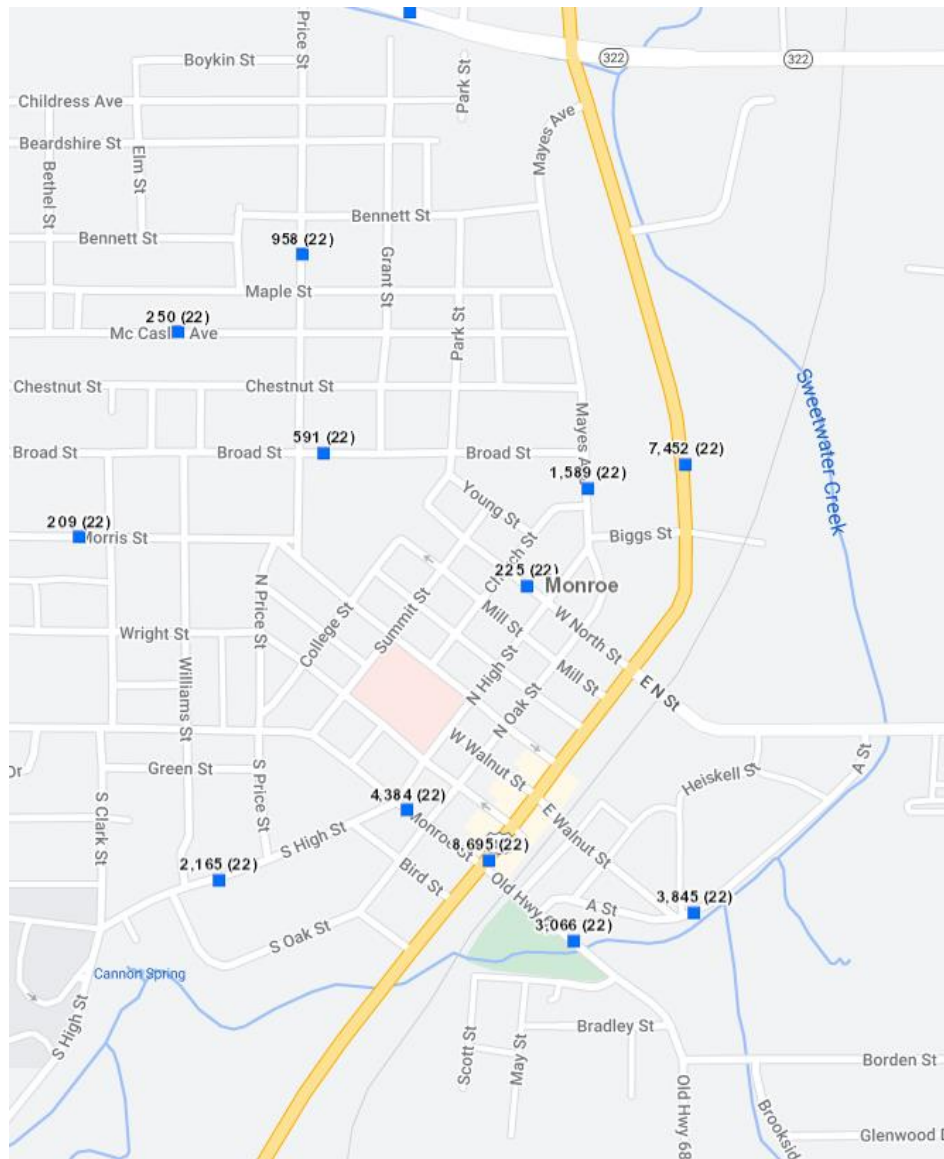 Price St
N
322
322
Boykin St
Park St
Childress Ave
Mayes Ave
Beardshire St
Elm St
Bethel St
Bennett St
Bennett St
958 (22)
Grant St
Maple St
250 (22)
Mc Ave
Park St
Chestnut St
Chestnut St
Sweetwater Creek
Mayes
Broad St
Broad St
591 (22)
Broad St
7,452 (22)
1,589 (22)
Young St
209 (22)
Morris St
Biggs St
Church St
225 (22)
Monroe
N Price St
College St
Summit St
Mill St
W North St
Wright St
Williams St
N High St
Mill St
E N St
N Oak St
W Walnut St
A St
Green St
S Price St
Heiskell St
4,384 (22)
S Clark St
S High St
Monroe St
E Walnut St
8,695 (22)
2,165 (22)
Bird St
Old Hwy
A St
3,845 (22)
S Oak St
3,066 (22)
Cannon Spring
S High St
Scott St
May St
Bradley St
Borden St
Old Hwy 68
Brooksid
Glenwood D